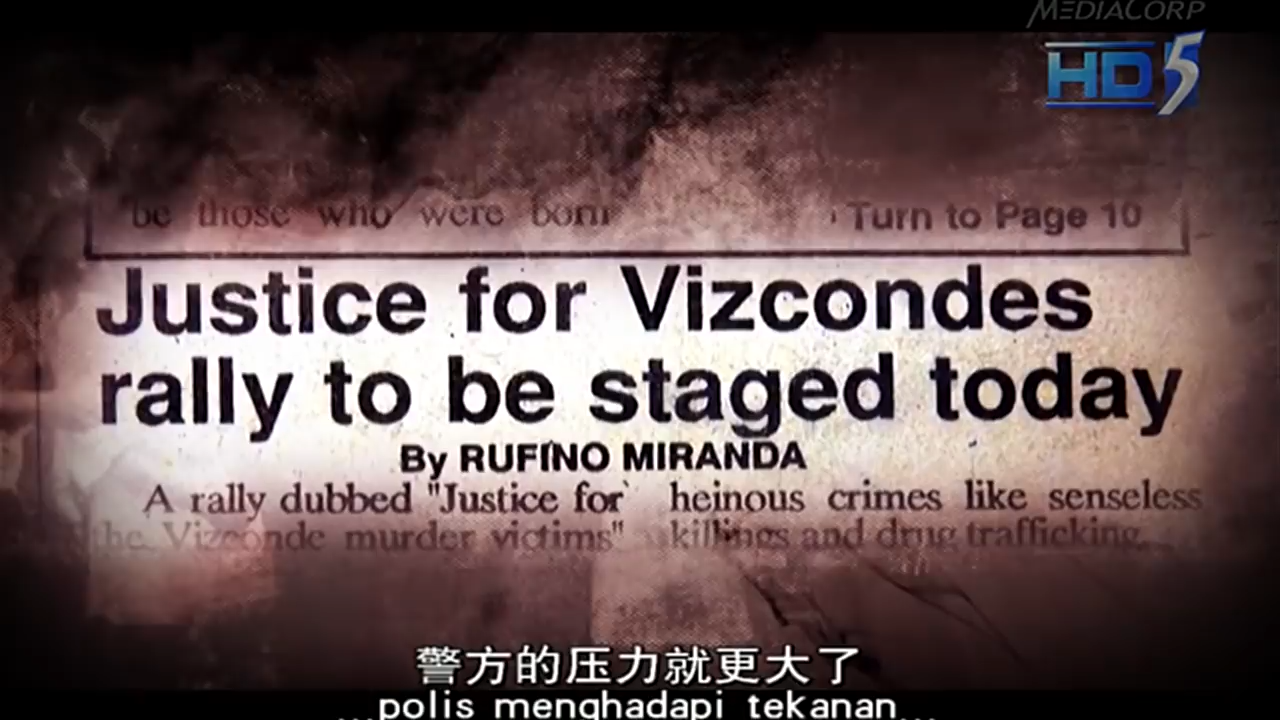 MEDIACORP
HD5
be those who were born
Turn to Page 10
Justice for Vizcondes
rally to be staged today
By RUFINO MIRANDA
A rally dubbed "Justice for
the Vizconde murder victims"
heinous crimes like senseless
killings and drug trafficking.
警方的压力就更大了
...polis menghadapi tekanan...